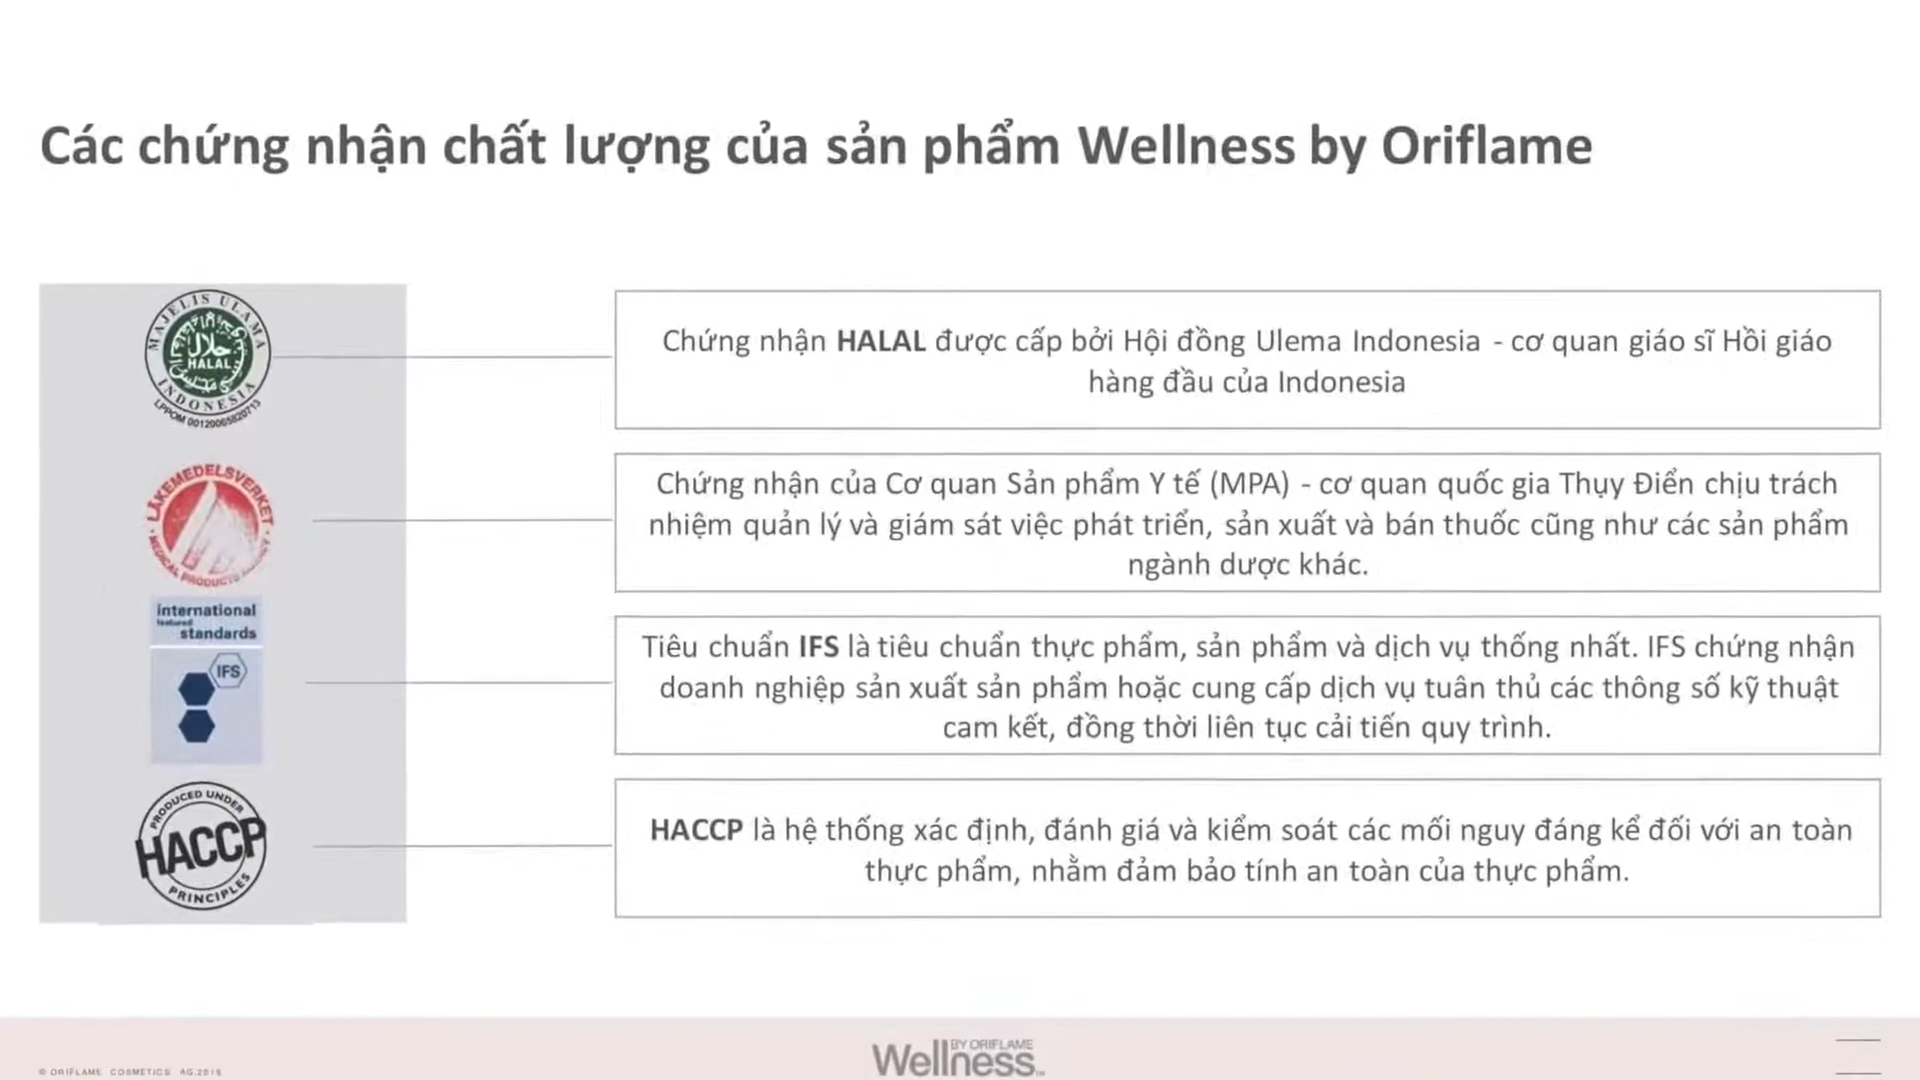 Các chứng nhận chất lượng của sản phẩm Wellness by Oriflame
MAJELIS ULAMA
حلال
HALAL
INDONESIA
Chứng nhận HALAL được cấp bởi Hội đồng Ulema Indonesia - cơ quan giáo sĩ Hồi giáo
hàng đầu của Indonesia
LÄKEMEDELSVERKET
MEDICAL PRODUCTS
Chứng nhận của Cơ quan Sản phẩm Y tế (MPA) - cơ quan quốc gia Thụy Điển chịu trách
nhiệm quản lý và giám sát việc phát triển, sản xuất và bán thuốc cũng như các sản phẩm
ngành dược khác.
international
featured
standards
IFS
Tiêu chuẩn IFS là tiêu chuẩn thực phẩm, sản phẩm và dịch vụ thống nhất. IFS chứng nhận
doanh nghiệp sản xuất sản phẩm hoặc cung cấp dịch vụ tuân thủ các thông số kỹ thuật
cam kết, đồng thời liên tục cải tiến quy trình.
PRODUCED UNDER
HACCP
PRINCIPLES
HACCP là hệ thống xác định, đánh giá và kiểm soát các mối nguy đáng kể đối với an toàn
thực phẩm, nhằm đảm bảo tính an toàn của thực phẩm.
© ORIFLAME COSMETICS AG.2016
BY ORIFLAME
Wellness